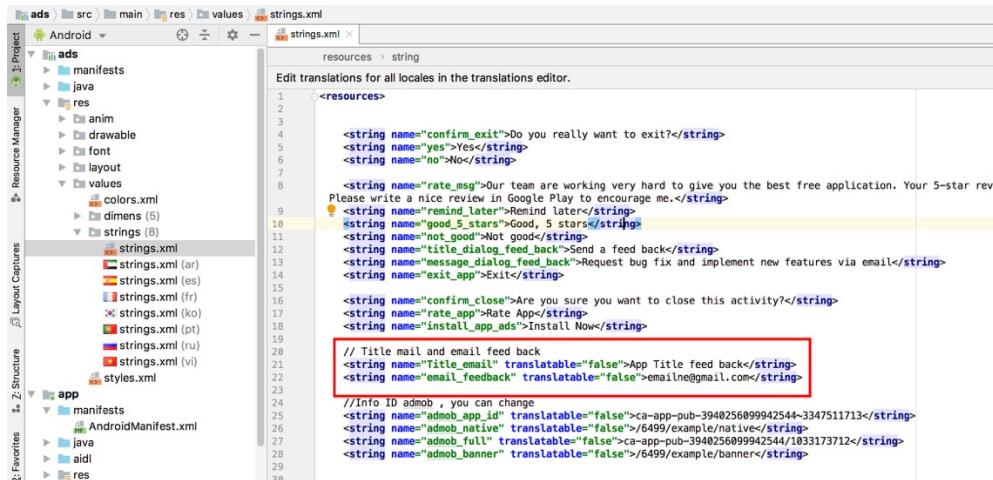 ads src main res values strings.xml
1: Project
Android
strings.xml
ads
manifests
java
res
anim
drawable
font
layout
values
colors.xml
dimens (5)
strings (8)
strings.xml
strings.xml (ar)
strings.xml (es)
strings.xml (fr)
strings.xml (ko)
strings.xml (pt)
strings.xml (ru)
strings.xml (vi)
styles.xml
app
manifests
AndroidManifest.xml
java
aidl
res
Resource Manager
Layout Captures
Z: Structure
2: Favorites
resources › string
Edit translations for all locales in the translations editor.
1 <resources>
2
3
4 <string name="confirm_exit">Do you really want to exit?</string>
5 <string name="yes">Yes</string>
6 <string name="no">No</string>
7
8 <string name="rate_msg">Our team are working very hard to give you the best free application. Your 5-star rev
Please write a nice review in Google Play to encourage me.</string>
9 <string name="remind_later">Remind later</string>
10 <string name="good_5_stars">Good, 5 stars</string>
11 <string name="not_good">Not good</string>
12 <string name="title_dialog_feed_back">Send a feed back</string>
13 <string name="message_dialog_feed_back">Request bug fix and implement new features via email</string>
14 <string name="exit_app">Exit</string>
15
16 <string name="confirm_close">Are you sure you want to close this activity?</string>
17 <string name="rate_app">Rate App</string>
18 <string name="install_app_ads">Install Now</string>
19
20 // Title mail and email feed back
21 <string name="Title_email" translatable="false">App Title feed back</string>
22 <string name="email_feedback" translatable="false">emailne@gmail.com</string>
23
24 //Info ID admob , you can change
25 <string name="admob_app_id" translatable="false">ca-app-pub-3940256099942544~3347511713</string>
26 <string name="admob_native" translatable="false">/6499/example/native</string>
27 <string name="admob_full" translatable="false">ca-app-pub-3940256099942544/1033173712</string>
28 <string name="admob_banner" translatable="false">/6499/example/banner</string>
29
30